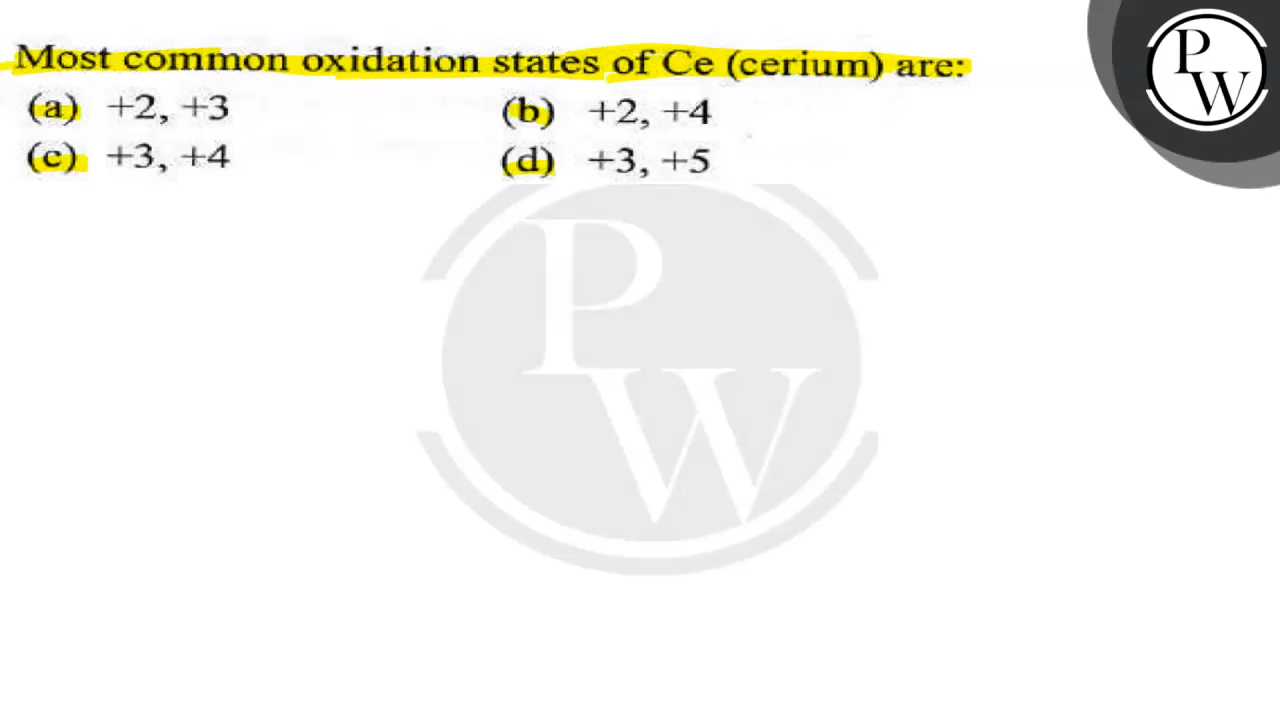 Most common oxidation states of Ce (cerium) are:
(a) +2, +3 (b) +2, +4
(c) +3, +4 (d) +3, +5
P
W
P
W